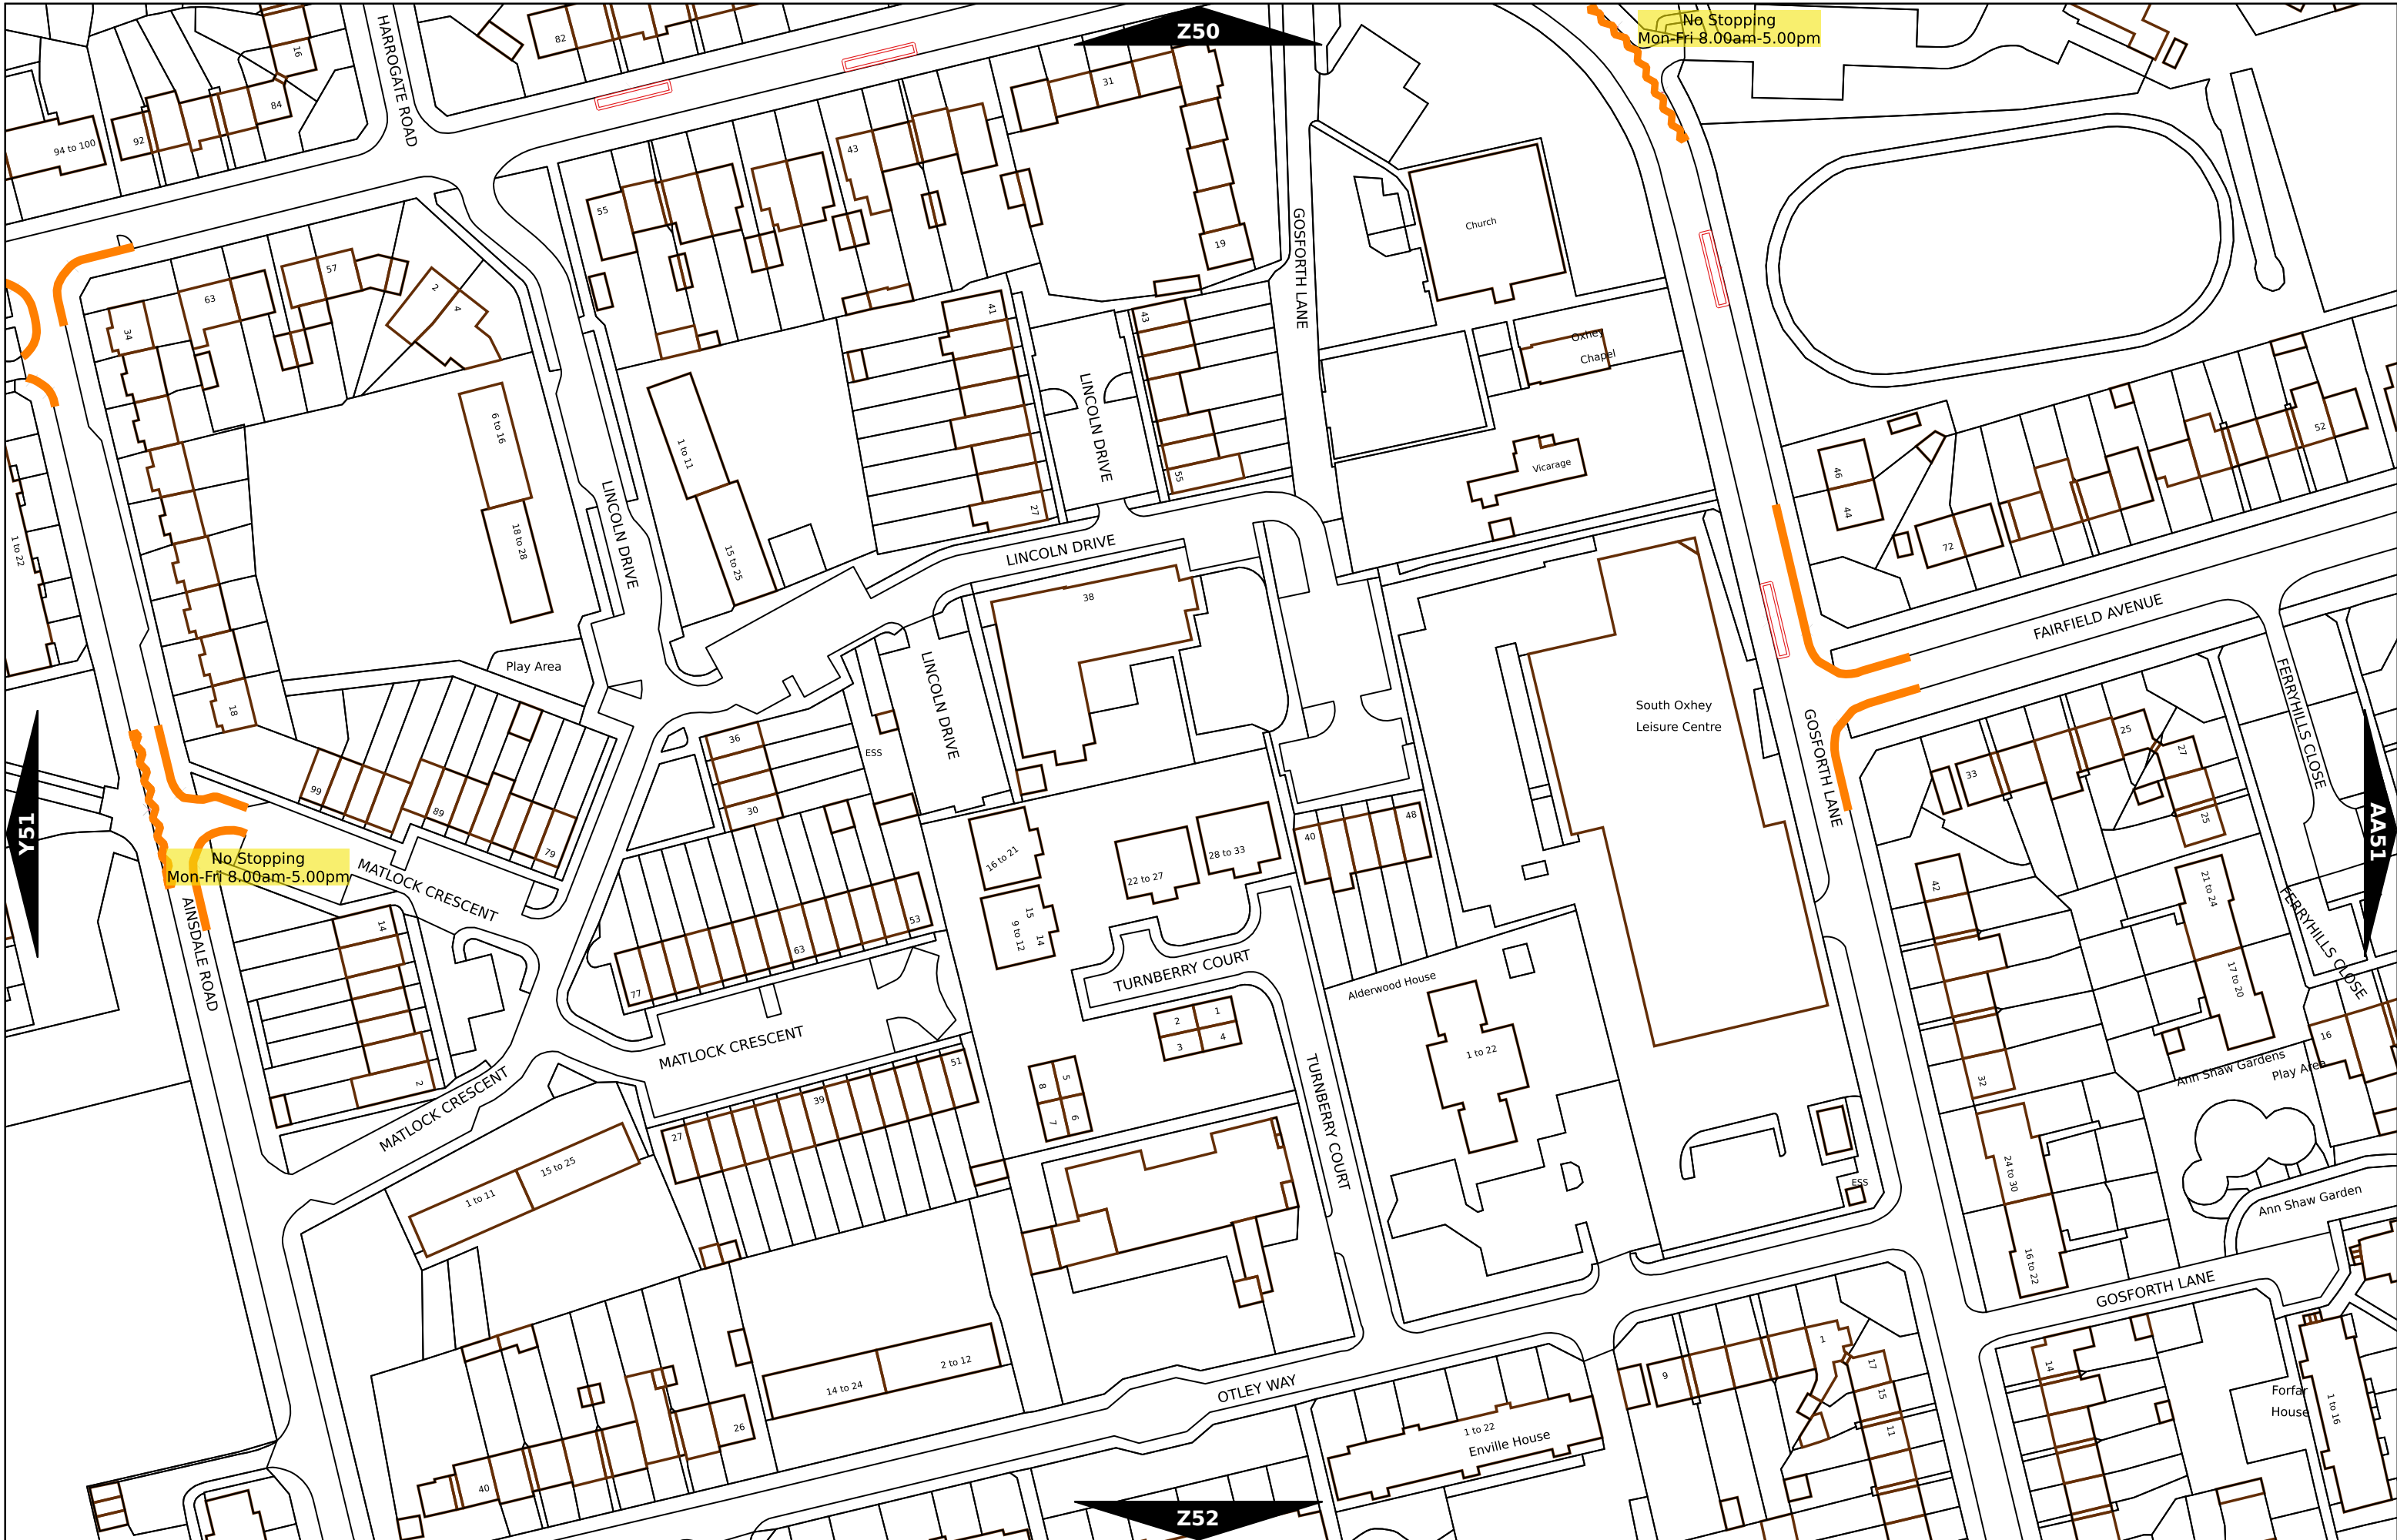 Z50
No Stopping
Mon-Fri 8.00am-5.00pm
HARROGATE ROAD
16
84
92
94 to 100
82
31
43
55
19
GOSFORTH LANE
Church
Oxhey
Chapel
Vicarage
57
63
34
2
4
6 to 16
18 to 28
1 to 11
15 to 25
LINCOLN DRIVE
41
27
LINCOLN DRIVE
43
55
LINCOLN DRIVE
38
LINCOLN DRIVE
1 to 22
18
Play Area
46
44
72
52
FAIRFIELD AVENUE
FERRYHILLS CLOSE
South Oxhey
Leisure Centre
GOSFORTH LANE
36
30
ESS
99
89
79
Y51
No Stopping
Mon-Fri 8.00am-5.00pm
MATLOCK CRESCENT
AINSDALE ROAD
14
2
53
63
77
16 to 21
15
14
9 to 12
22 to 27
28 to 33
40
48
TURNBERRY COURT
33
25
27
25
42
32
21 to 24
17 to 20
AA51
FERRYHILLS CLOSE
16
Ann Shaw Gardens
Play Area
Ann Shaw Garden
Alderwood House
1 to 22
2
1
3
4
8
5
7
6
TURNBERRY COURT
MATLOCK CRESCENT
MATLOCK CRESCENT
51
39
27
1 to 11
15 to 25
ESS
24 to 30
16 to 22
GOSFORTH LANE
14 to 24
2 to 12
26
40
OTLEY WAY
1 to 22
Enville House
9
1
17
15
11
14
Forfar
House
1 to 16
Z52